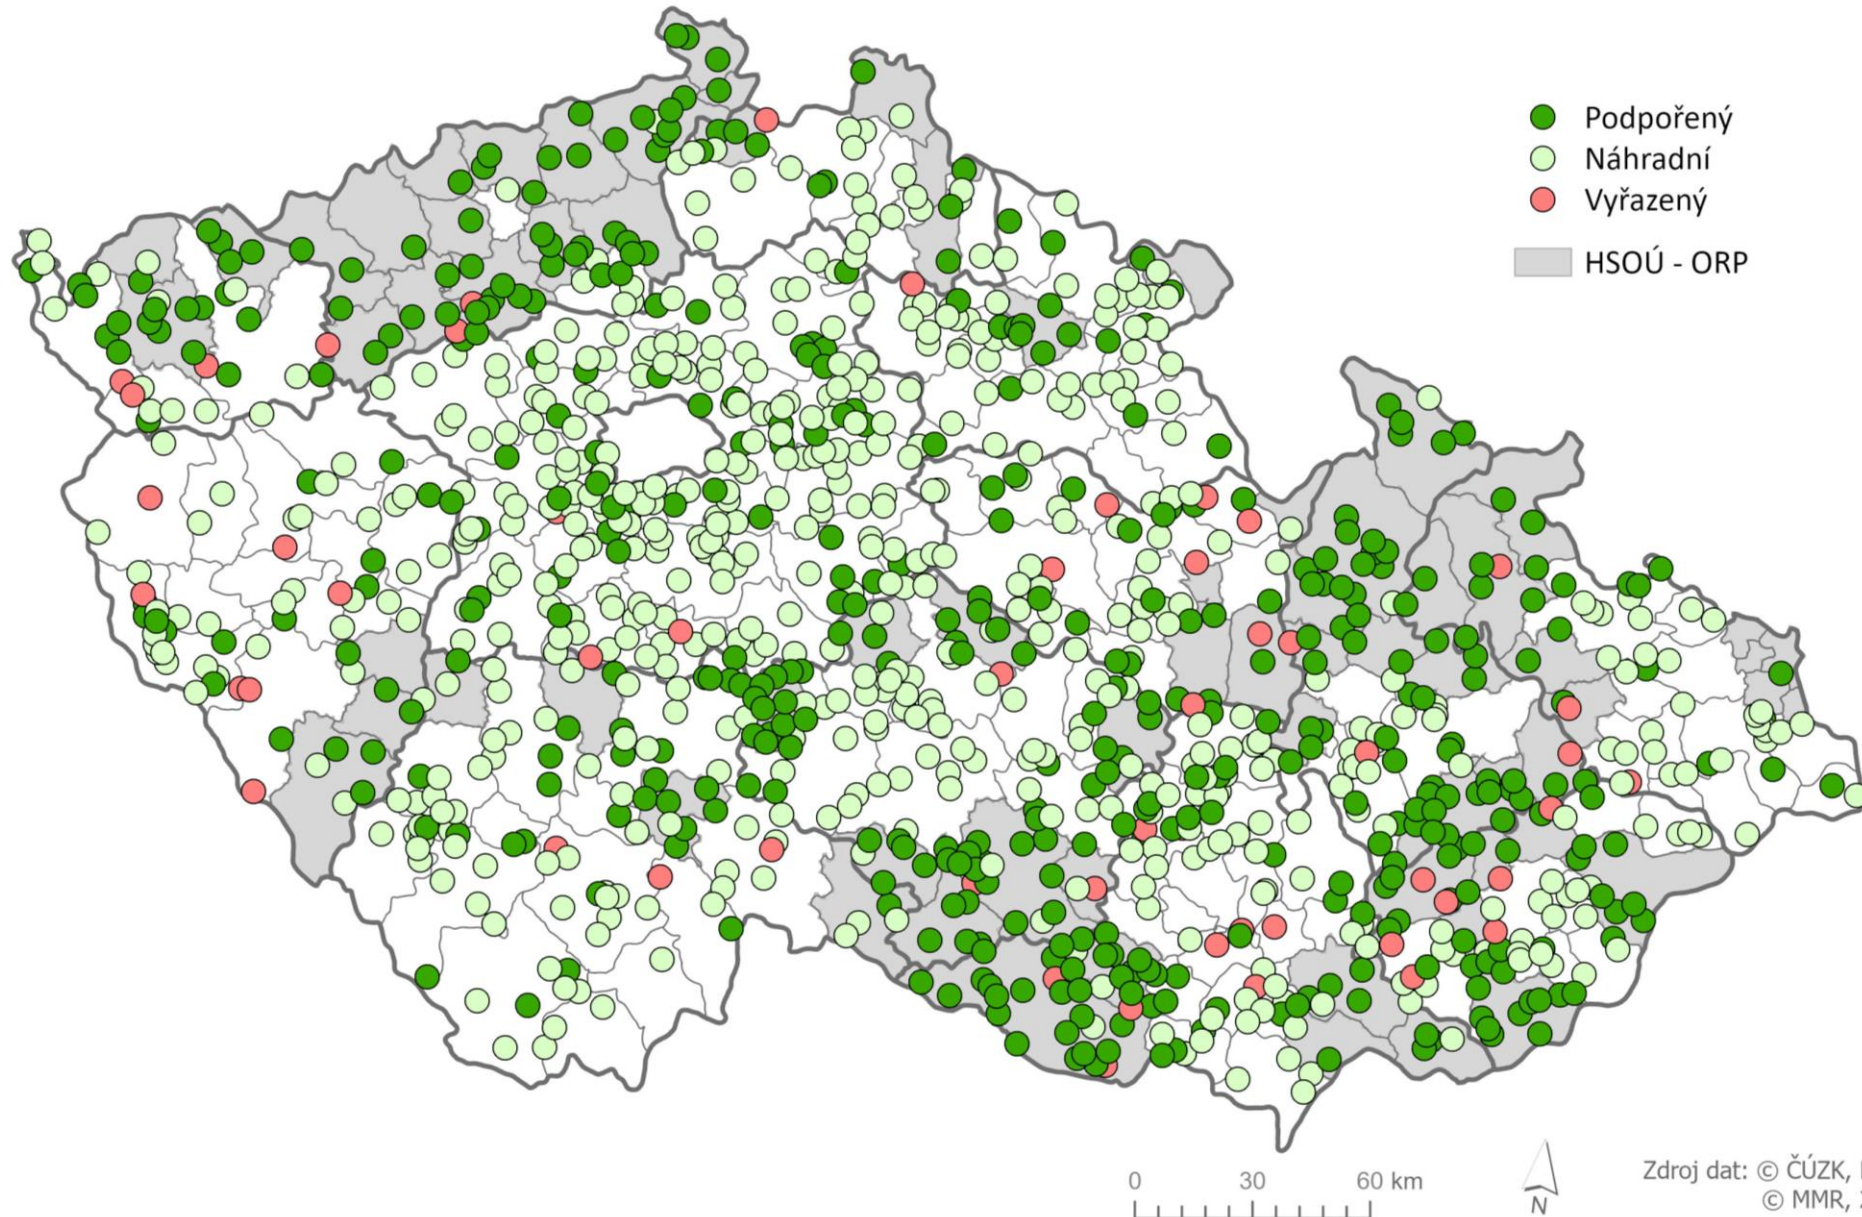 Podpořený
Náhradní
Vyřazený
HSOÚ - ORP
0 30 60 km
N
Zdroj dat: © ČÚZK,
© MMR,